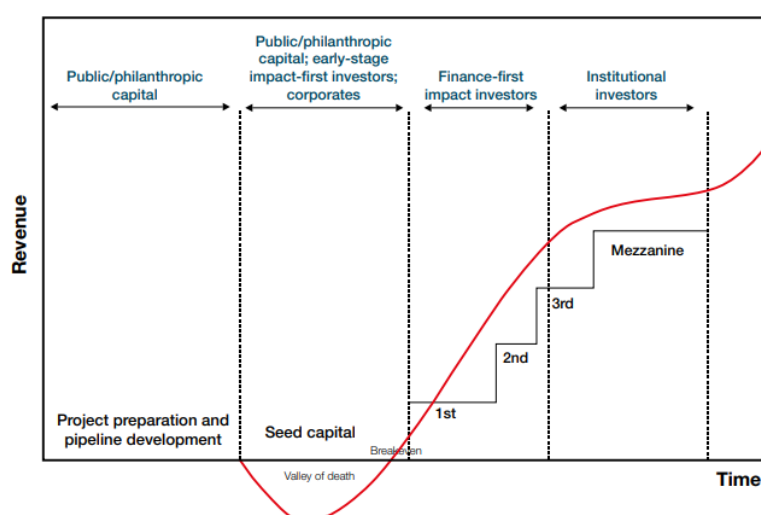 Public/philanthropic
capital
Public/philanthropic
capital; early-stage
impact-first investors;
corporates
Finance-first
impact investors
Institutional
investors
Revenue
Mezzanine
3rd
2nd
1st
Project preparation and
pipeline development
Seed capital
Breakeven
Valley of death
Time